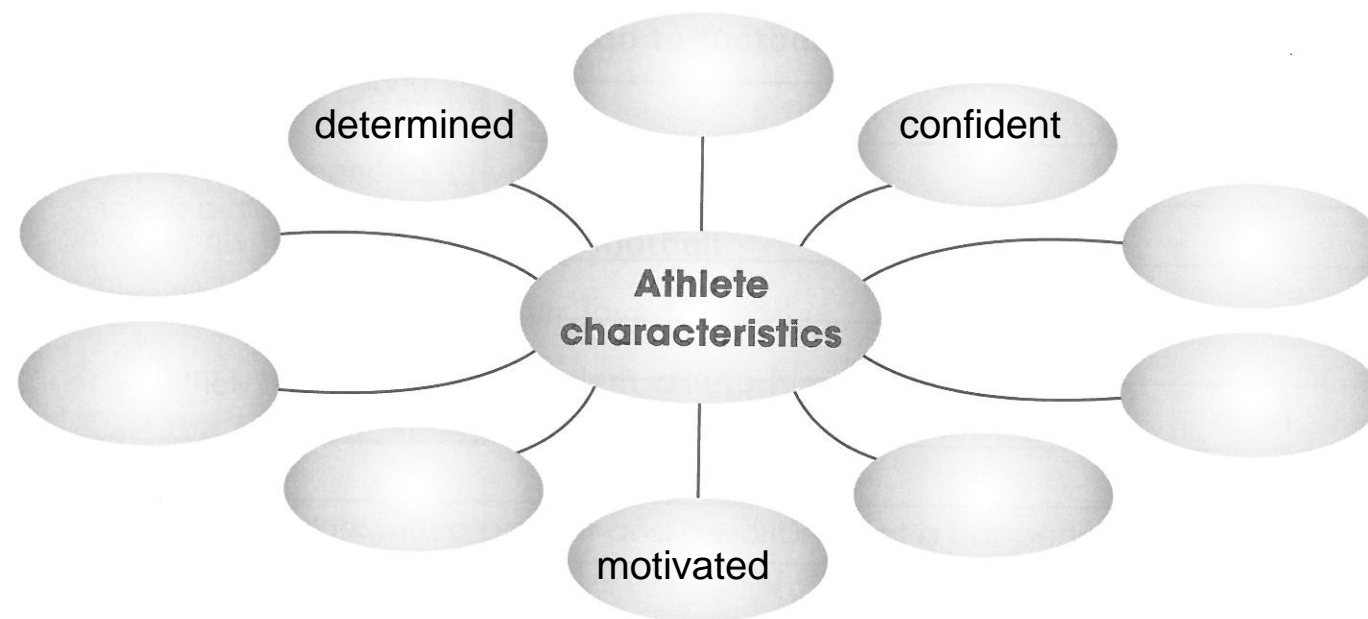 determined
confident
Athlete
characteristics
motivated